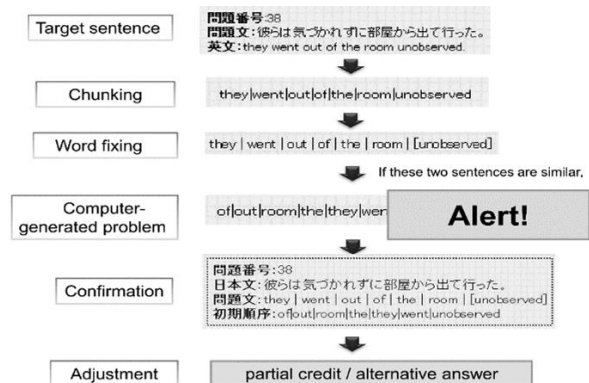 Target sentence
問題番号:38
問題文:彼らは気づかれずに部屋から出て行った。
英文:they went out of the room unobserved.
Chunking
they|went|out|of|the|room|unobserved
Word fixing
they | went | out | of | the | room | [unobserved]
If these two sentences are similar,
Computer-
generated problem
of|out|room|the|they|wen
Alert!
Confirmation
問題番号:38
日本文:彼らは気づかれずに部屋から出て行った。
問題文:they | went | out | of | the | room | [unobserved]
初期順序:of|out|room|the|they|went|unobserved
Adjustment
partial credit / alternative answer